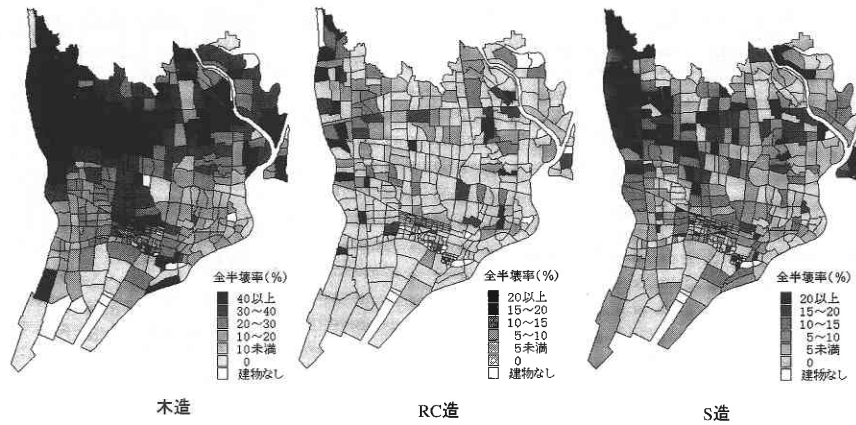 全半壊率(%)
40以上
30～40
20～30
10～20
10未満
0
建物なし
木造
全半壊率(%)
20以上
15～20
10～15
5～10
5未満
0
建物なし
RC造
全半壊率(%)
20以上
15～20
10～15
5～10
5未満
0
建物なし
S造